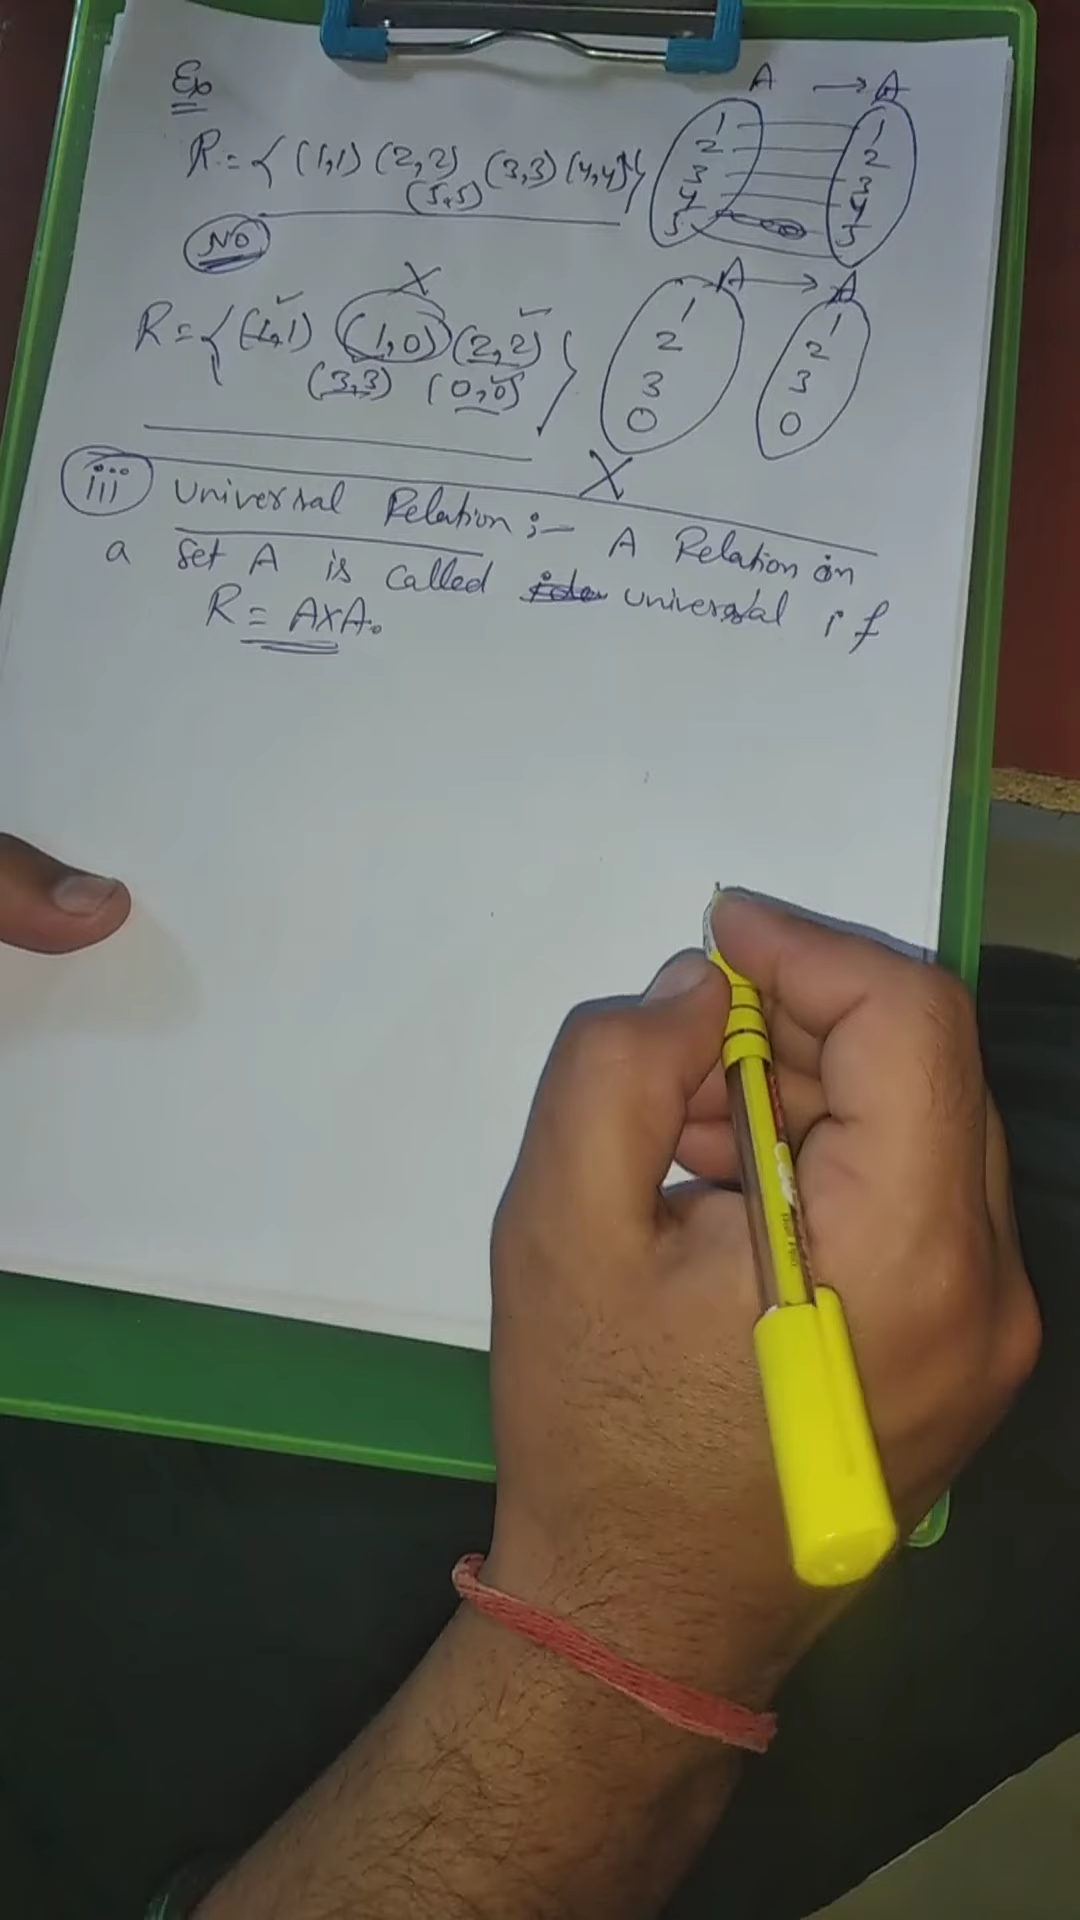 Ex
A → A
R = { (1,1) (2,2) (3,3) (4,4) }
(5,5)
1 1
2 2
3 3
4 4
5 5
NO
X
A → A
R = { (1,1) (1,0) (2,2) }
(3,3) (0,0)
1 1
2 2
3 3
0 0
X
iii Universal Relation :- A Relation on
a set A is called universal if
R = A×A.